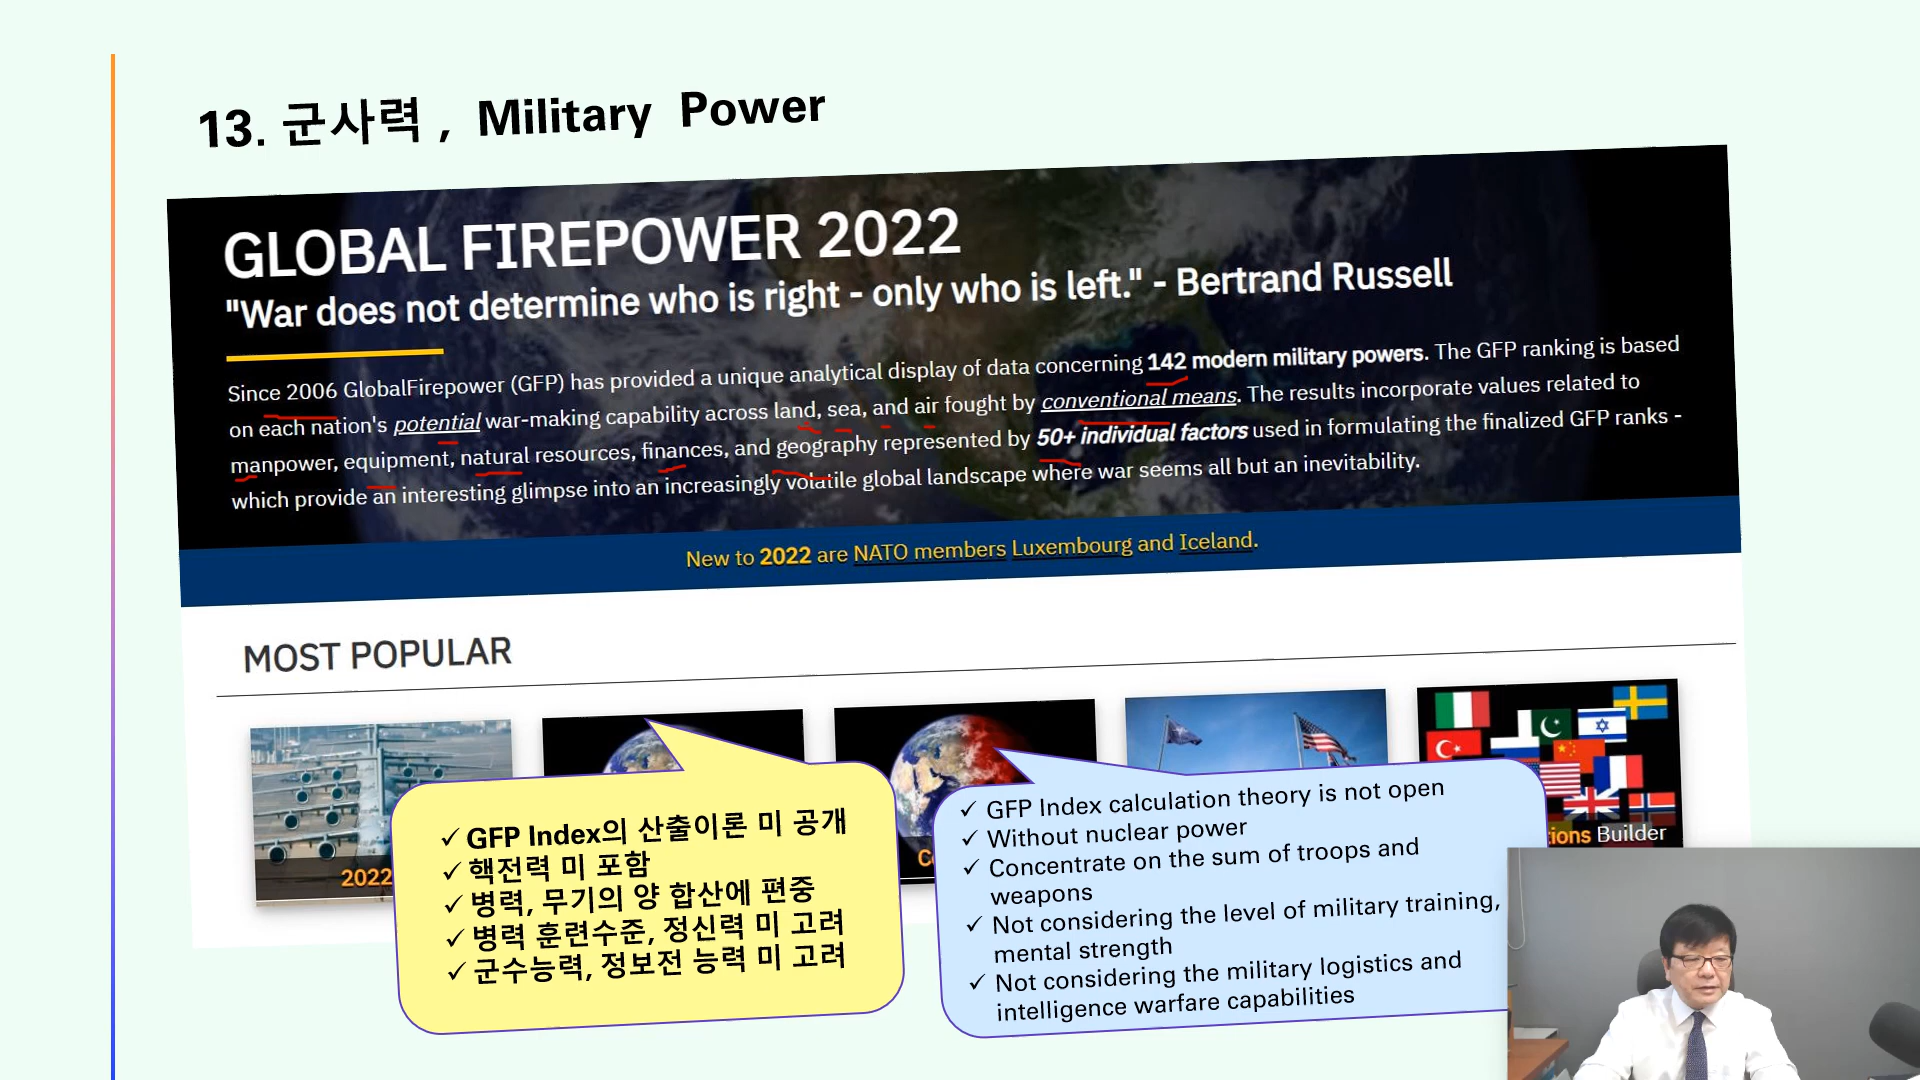 13. 군사력 , Military Power
GLOBAL FIREPOWER 2022
"War does not determine who is right - only who is left." - Bertrand Russell
Since 2006 GlobalFirepower (GFP) has provided a unique analytical display of data concerning 142 modern military powers. The GFP ranking is based
on each nation's potential war-making capability across land, sea, and air fought by conventional means. The results incorporate values related to
manpower, equipment, natural resources, finances, and geography represented by 50+ individual factors used in formulating the finalized GFP ranks -
which provide an interesting glimpse into an increasingly volatile global landscape where war seems all but an inevitability.
New to 2022 are NATO members Luxembourg and Iceland.
MOST POPULAR
2022
Builder
✓ GFP Index의 산출이론 미 공개
✓ 핵전력 미 포함
✓ 병력, 무기의 양 합산에 편중
✓ 병력 훈련수준, 정신력 미 고려
✓ 군수능력, 정보전 능력 미 고려
✓ GFP Index calculation theory is not open
✓ Without nuclear power
✓ Concentrate on the sum of troops and
weapons
✓ Not considering the level of military training,
mental strength
✓ Not considering the military logistics and
intelligence warfare capabilities